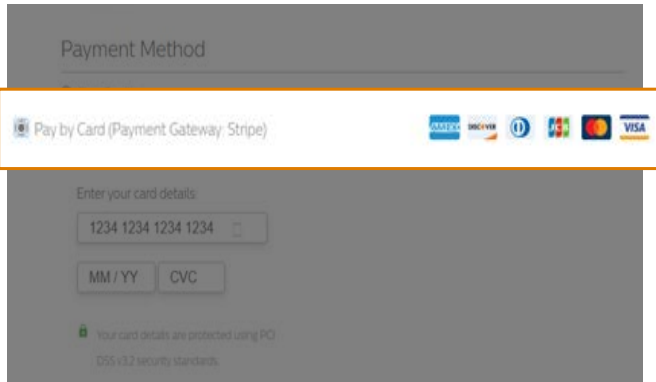 Payment Method
Pay by Card (Payment Gateway: Stripe)
AMEX DISCOVER JCB VISA
Enter your card details:
1234 1234 1234 1234
MM / YY CVC
Your card details are protected using PCI
DSS v3.2 security standards.